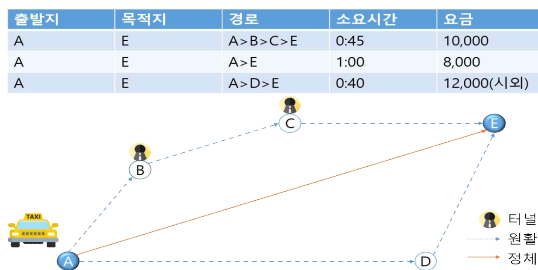 출발지 목적지 경로 소요시간 요금
A E A>B>C>E 0:45 10,000
A E A>E 1:00 8,000
A E A>D>E 0:40 12,000(시외)
C
E
B
TAXI
터널
A
D
원활
정체